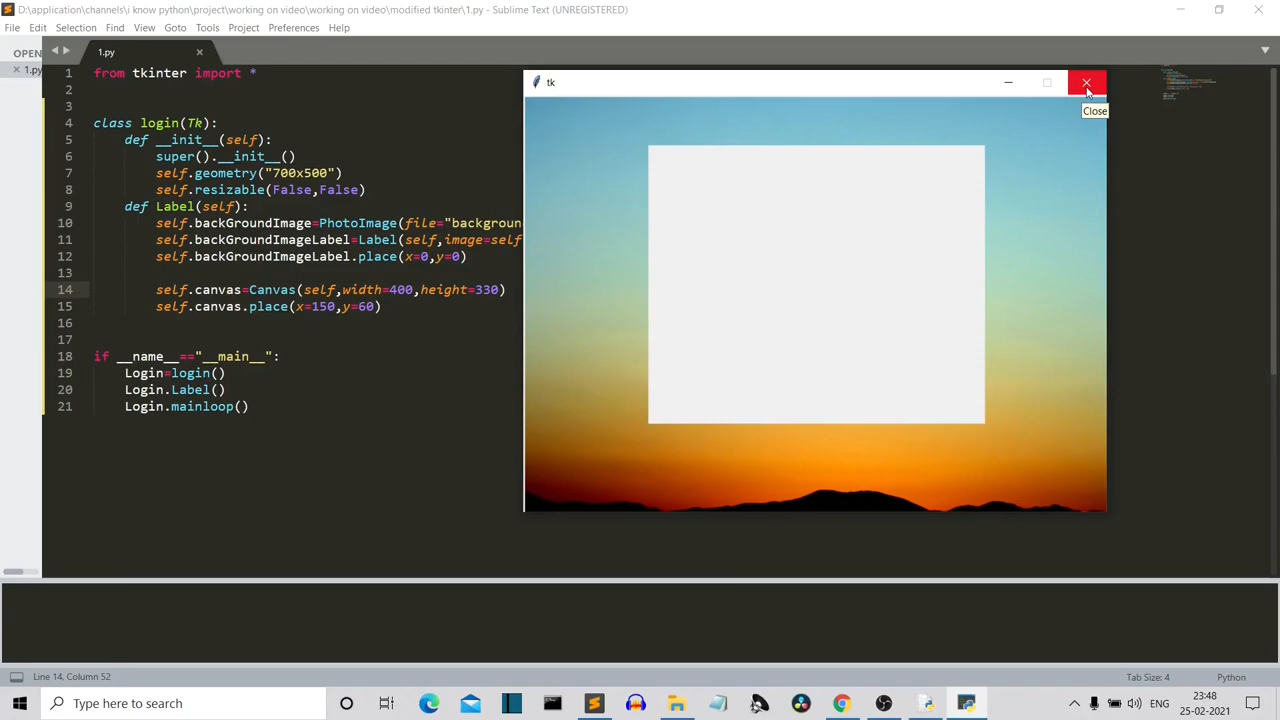 D:\application\channels\i know python\project\working on video\working on video\modified tkinter\1.py - Sublime Text (UNREGISTERED)
File Edit Selection Find View Goto Tools Project Preferences Help
OPEN
1.py
1.py
1 from tkinter import *
2
3
4 class login(Tk):
5 def __init__(self):
6 super().__init__()
7 self.geometry("700x500")
8 self.resizable(False,False)
9 def Label(self):
10 self.backGroundImage=PhotoImage(file="backgroun
11 self.backGroundImageLabel=Label(self,image=self
12 self.backGroundImageLabel.place(x=0,y=0)
13
14 self.canvas=Canvas(self,width=400,height=330)
15 self.canvas.place(x=150,y=60)
16
17
18 if __name__=="__main__":
19 Login=login()
20 Login.Label()
21 Login.mainloop()
tk
Close
Line 14, Column 52
Tab Size: 4
Python
Type here to search
ENG
23:48
25-02-2021